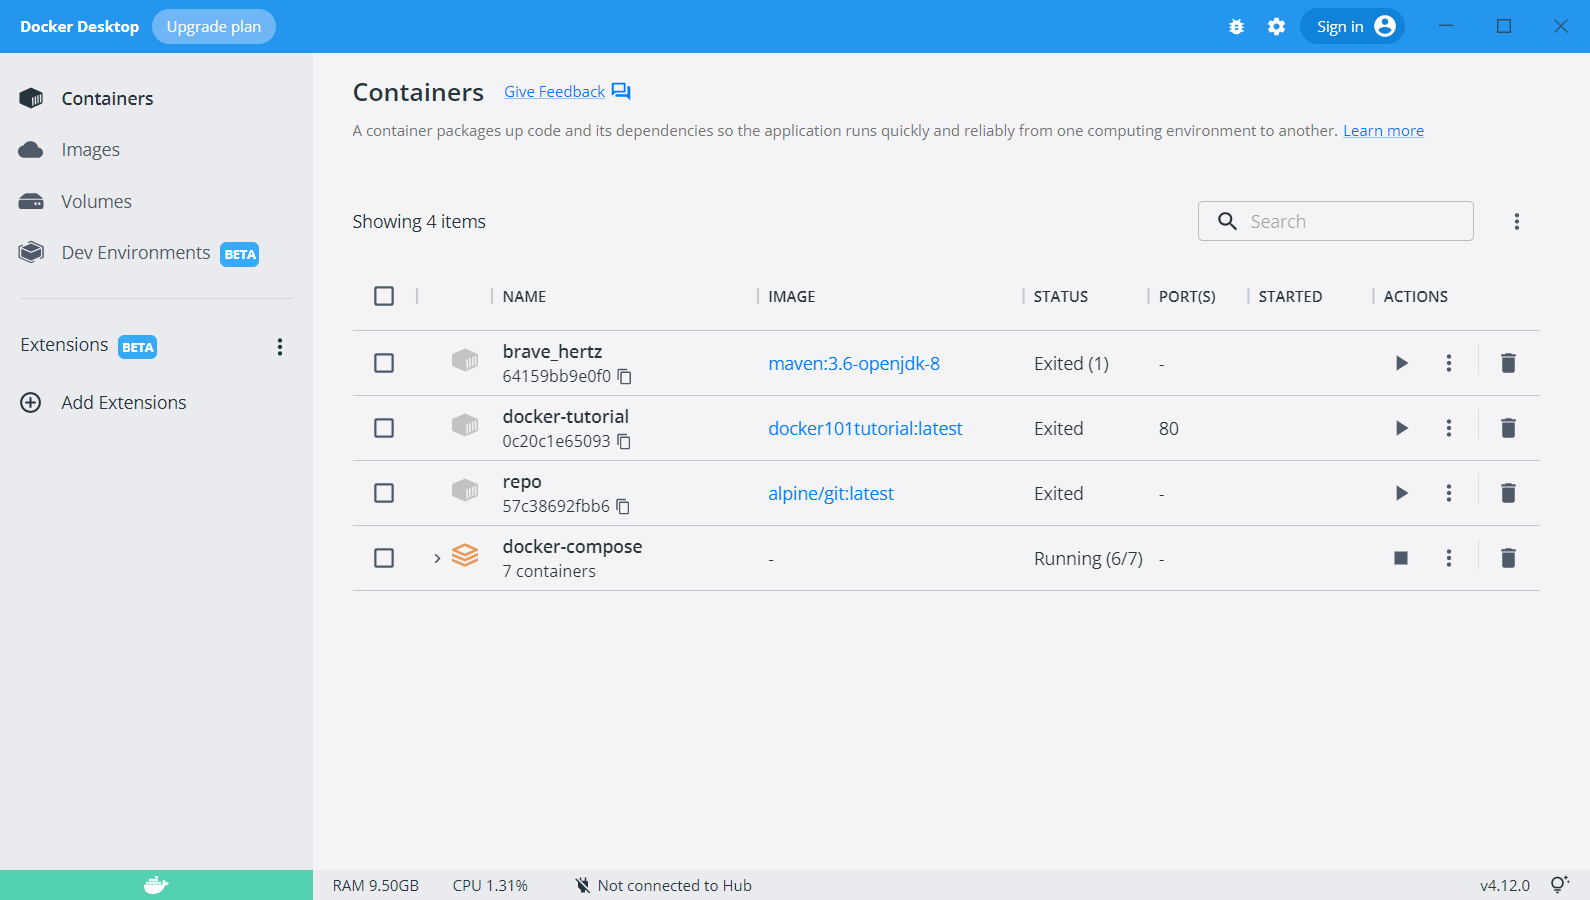 Docker Desktop Upgrade plan Sign in
Containers
Images
Volumes
Dev Environments BETA
Extensions BETA
Add Extensions
Containers Give Feedback
A container packages up code and its dependencies so the application runs quickly and reliably from one computing environment to another. Learn more
Showing 4 items Search
NAME IMAGE STATUS PORT(S) STARTED ACTIONS
brave_hertz
64159bb9e0f0 maven:3.6-openjdk-8 Exited (1) -
docker-tutorial
0c20c1e65093 docker101tutorial:latest Exited 80
repo
57c38692fbb6 alpine/git:latest Exited -
docker-compose
7 containers - Running (6/7) -
RAM 9.50GB CPU 1.31% Not connected to Hub v4.12.0